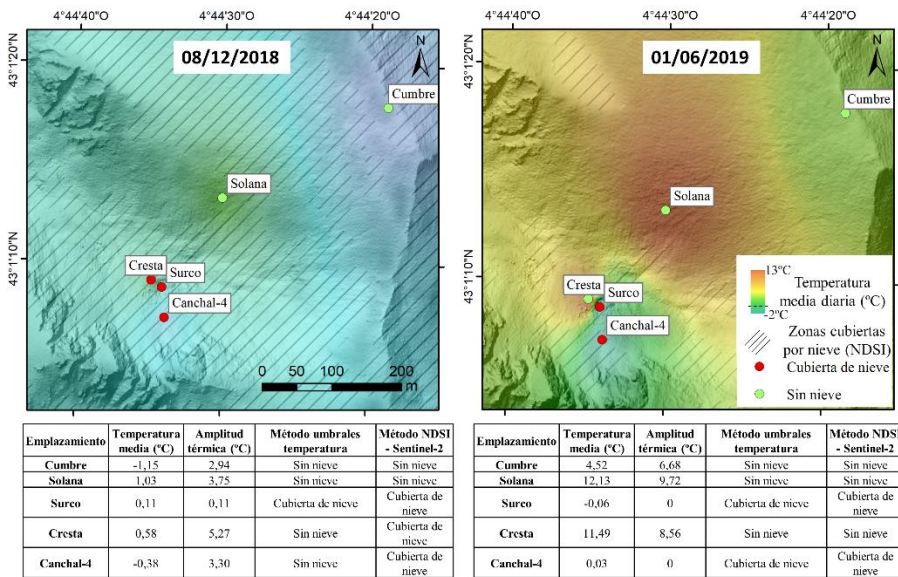 4°44'40"O 4°44'30"O 4°44'20"O
43°1'20"N
43°1'10"N
08/12/2018
N
Cumbre
Solana
Cresta
Surco
Canchal-4
0 50 100 200
m
4°44'40"O 4°44'30"O 4°44'20"O
43°1'20"N
43°1'10"N
01/06/2019
N
Cumbre
Solana
Cresta
Surco
Canchal-4
13ºC
-2ºC
Temperatura
media diaria (ºC)
Zonas cubiertas
por nieve (NDSI)
Cubierta de nieve
Sin nieve
Emplazamiento Temperatura media (ºC) Amplitud térmica (ºC) Método umbrales temperatura Método NDSI - Sentinel-2
Cumbre -1,15 2,94 Sin nieve Sin nieve
Solana 1,03 3,75 Sin nieve Sin nieve
Surco 0,11 0,11 Cubierta de nieve Cubierta de nieve
Cresta 0,58 5,27 Sin nieve Cubierta de nieve
Canchal-4 -0,38 3,30 Sin nieve Cubierta de nieve
Emplazamiento Temperatura media (ºC) Amplitud térmica (ºC) Método umbrales temperatura Método NDSI - Sentinel-2
Cumbre 4,52 6,68 Sin nieve Sin nieve
Solana 12,13 9,72 Sin nieve Sin nieve
Surco -0,06 0 Cubierta de nieve Cubierta de nieve
Cresta 11,49 8,56 Sin nieve Sin nieve
Canchal-4 0,03 0 Cubierta de nieve Cubierta de nieve